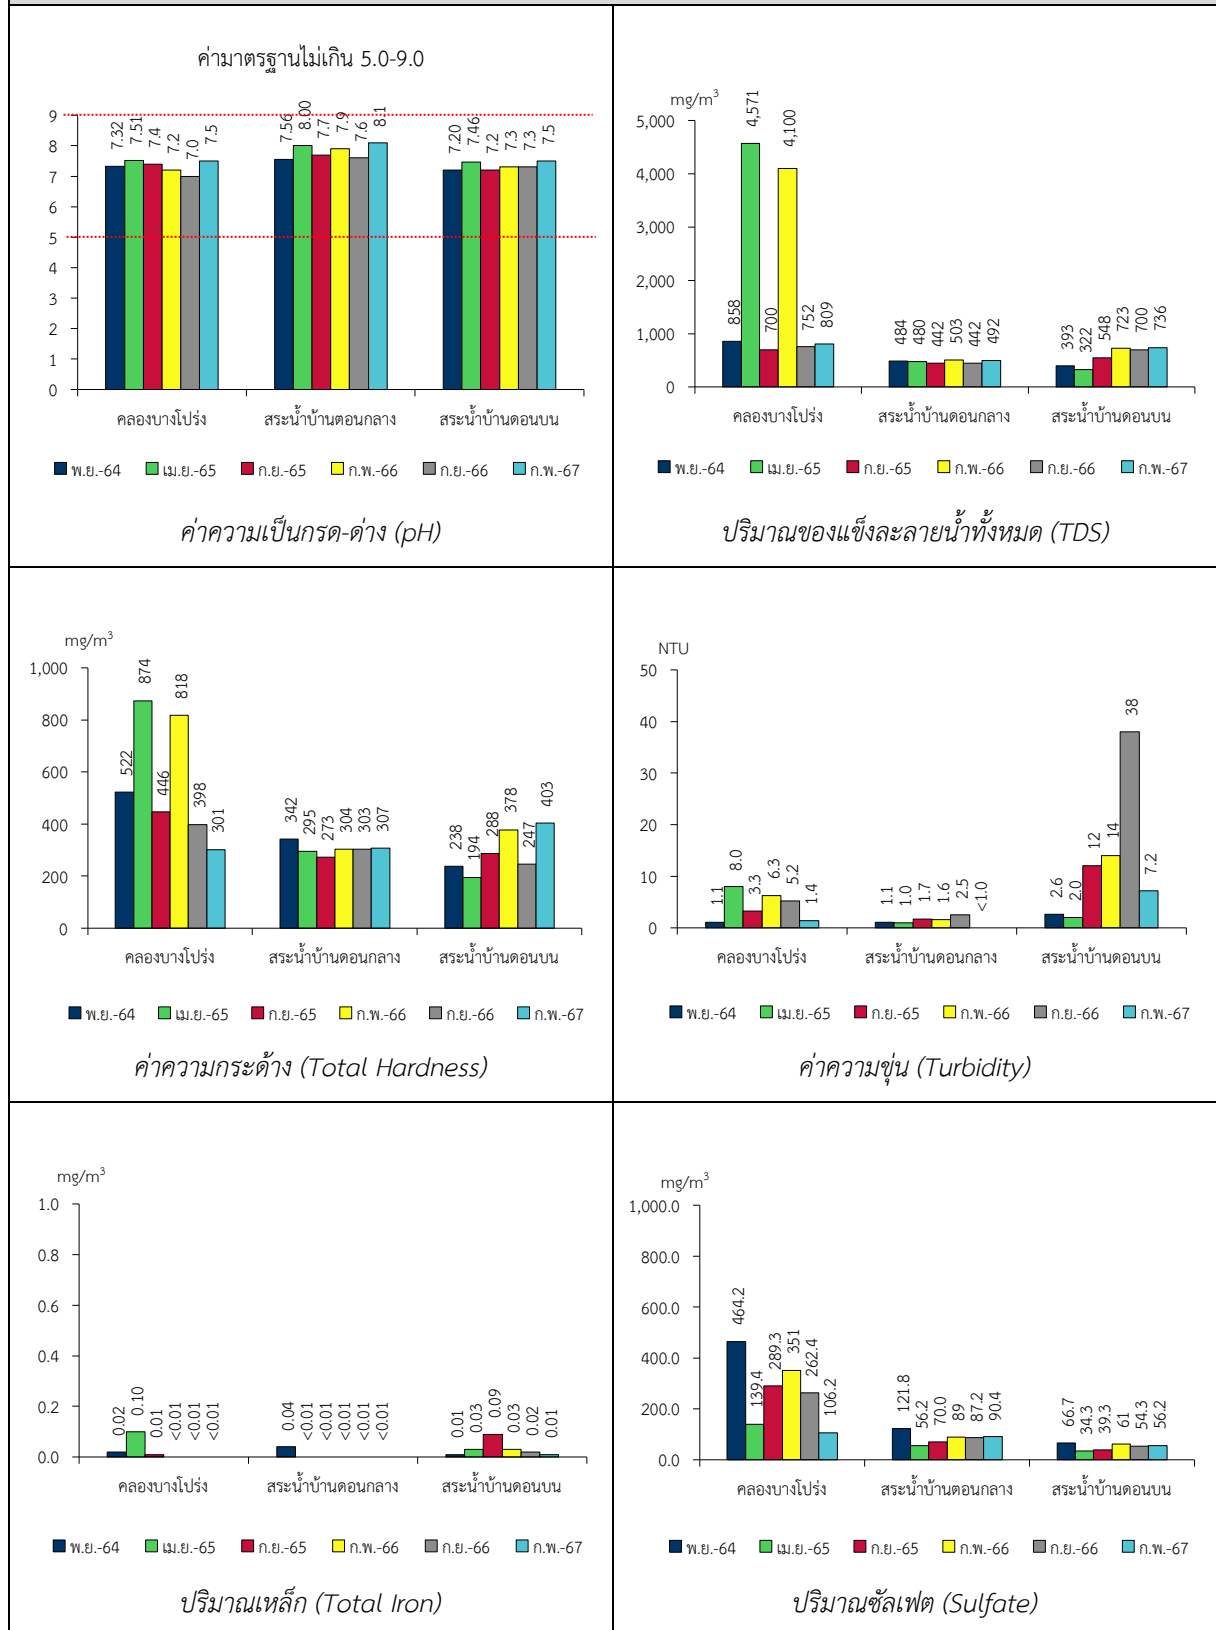 ค่ามาตรฐานไม่เกิน 5.0-9.0
9
8
7
6
5
4
3
2
1
0
7.32 7.51 7.4 7.2 7.0 7.5
7.56 8.00 7.7 7.9 7.6 8.1
7.20 7.46 7.2 7.3 7.3 7.5
คลองบางโปร่ง สระน้ำบ้านตอนกลาง สระน้ำบ้านดอนบน
พ.ย.-64 เม.ย.-65 ก.ย.-65 ก.พ.-66 ก.ย.-66 ก.พ.-67
ค่าความเป็นกรด-ด่าง (pH)
mg/m³
5,000
4,000
3,000
2,000
1,000
0
858 4,571 700 4,100 752 809
484 480 442 503 442 492
393 322 548 723 700 736
คลองบางโปร่ง สระน้ำบ้านดอนกลาง สระน้ำบ้านดอนบน
พ.ย.-64 เม.ย.-65 ก.ย.-65 ก.พ.-66 ก.ย.-66 ก.พ.-67
ปริมาณของแข็งละลายน้ำทั้งหมด (TDS)
mg/m³
1,000
800
600
400
200
0
522 874 446 818 398 301
342 295 273 304 303 307
238 194 288 378 247 403
คลองบางโปร่ง สระน้ำบ้านดอนกลาง สระน้ำบ้านดอนบน
พ.ย.-64 เม.ย.-65 ก.ย.-65 ก.พ.-66 ก.ย.-66 ก.พ.-67
ค่าความกระด้าง (Total Hardness)
NTU
50
40
30
20
10
0
1.1 8.0 3.3 6.3 5.2 1.4
1.1 1.0 1.7 1.6 2.5 <1.0
2.6 2.0 12 14 38 7.2
คลองบางโปร่ง สระน้ำบ้านดอนกลาง สระน้ำบ้านดอนบน
พ.ย.-64 เม.ย.-65 ก.ย.-65 ก.พ.-66 ก.ย.-66 ก.พ.-67
ค่าความขุ่น (Turbidity)
mg/m³
1.0
0.8
0.6
0.4
0.2
0.0
0.02 0.10 0.01 <0.01 <0.01 <0.01
0.04 <0.01 <0.01 <0.01 <0.01 <0.01
0.01 0.03 0.09 0.03 0.02 0.01
คลองบางโปร่ง สระน้ำบ้านดอนกลาง สระน้ำบ้านดอนบน
พ.ย.-64 เม.ย.-65 ก.ย.-65 ก.พ.-66 ก.ย.-66 ก.พ.-67
ปริมาณเหล็ก (Total Iron)
mg/m³
1,000.0
800.0
600.0
400.0
200.0
0.0
464.2 139.4 289.3 351 262.4 106.2
121.8 56.2 70.0 89 87.2 90.4
66.7 34.3 39.3 61 54.3 56.2
คลองบางโปร่ง สระน้ำบ้านตอนกลาง สระน้ำบ้านดอนบน
พ.ย.-64 เม.ย.-65 ก.ย.-65 ก.พ.-66 ก.ย.-66 ก.พ.-67
ปริมาณซัลเฟต (Sulfate)